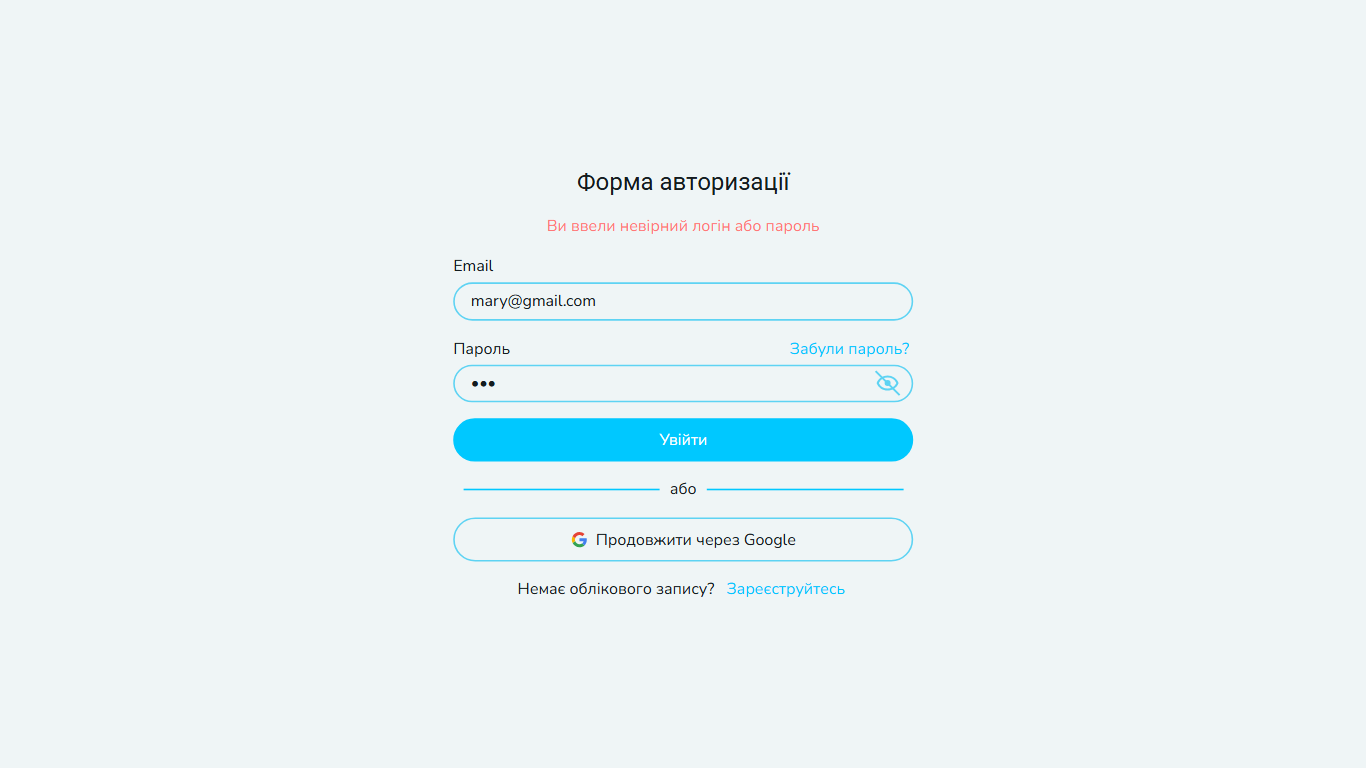 Форма авторизації
Ви ввели невірний логін або пароль
Email
mary@gmail.com
Пароль Забули пароль?
•••
Увійти
або
Продовжити через Google
Немає облікового запису? Зареєструйтесь